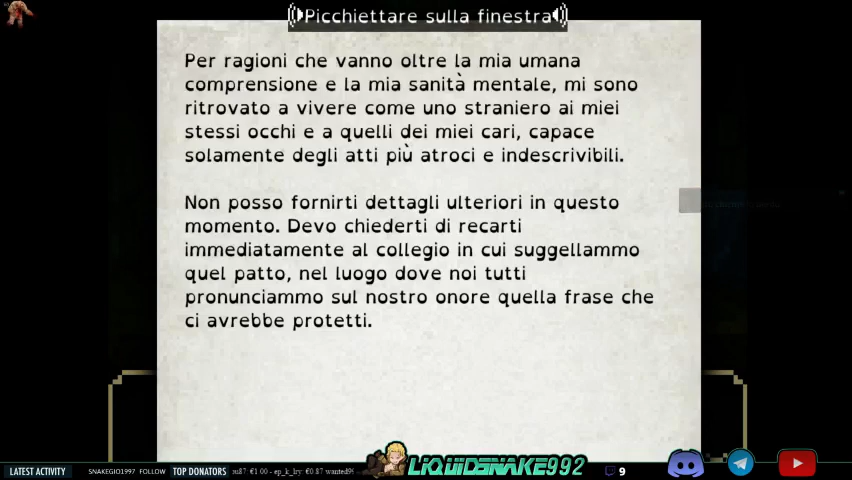 Picchiettare sulla finestra
Per ragioni che vanno oltre la mia umana
comprensione e la mia sanità mentale, mi sono
ritrovato a vivere come uno straniero ai miei
stessi occhi e a quelli dei miei cari, capace
solamente degli atti più atroci e indescrivibili.
Non posso fornirti dettagli ulteriori in questo
momento. Devo chiederti di recarti
immediatamente al collegio in cui suggellammo
quel patto, nel luogo dove noi tutti
pronunciammo sul nostro onore quella frase che
ci avrebbe protetti.
LATEST ACTIVITY
SNAKEGIO1997 FOLLOW
TOP DONATORS
LIQUIDSNAKE992
9